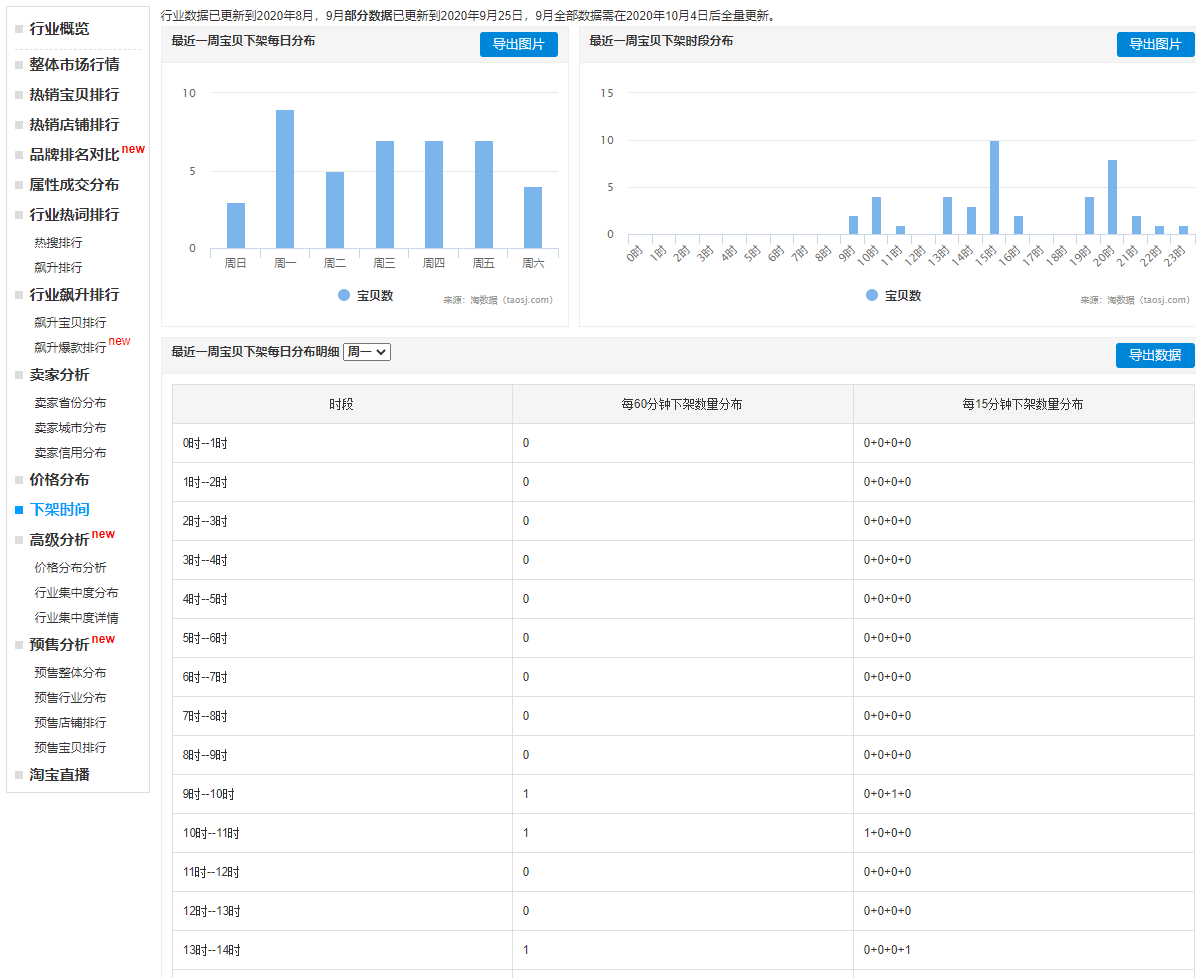 行业概览
整体市场行情
热销宝贝排行
热销店铺排行
品牌排名对比new
属性成交分布
行业热词排行
热搜排行
飙升排行
行业飙升排行
飙升宝贝排行
飙升爆款排行new
卖家分析
卖家省份分布
卖家城市分布
卖家信用分布
价格分布
下架时间
高级分析new
价格分布分析
行业集中度分布
行业集中度详情
预售分析new
预售整体分布
预售行业分布
预售店铺排行
预售宝贝排行
淘宝直播
行业数据已更新到2020年8月，9月部分数据已更新到2020年9月25日，9月全部数据需在2020年10月4日后全量更新。
最近一周宝贝下架每日分布 导出图片
10
5
0
周日 周一 周二 周三 周四 周五 周六
宝贝数
来源：淘数据（taosj.com）
最近一周宝贝下架时段分布 导出图片
15
10
5
0
0时 1时 2时 3时 4时 5时 6时 7时 8时 9时 10时 11时 12时 13时 14时 15时 16时 17时 18时 19时 20时 21时 22时 23时
宝贝数
来源：淘数据（taosj.com）
最近一周宝贝下架每日分布明细 周一 导出数据
时段 每60分钟下架数量分布 每15分钟下架数量分布
0时--1时 0 0+0+0+0
1时--2时 0 0+0+0+0
2时--3时 0 0+0+0+0
3时--4时 0 0+0+0+0
4时--5时 0 0+0+0+0
5时--6时 0 0+0+0+0
6时--7时 0 0+0+0+0
7时--8时 0 0+0+0+0
8时--9时 0 0+0+0+0
9时--10时 1 0+0+1+0
10时--11时 1 1+0+0+0
11时--12时 0 0+0+0+0
12时--13时 0 0+0+0+0
13时--14时 1 0+0+0+1